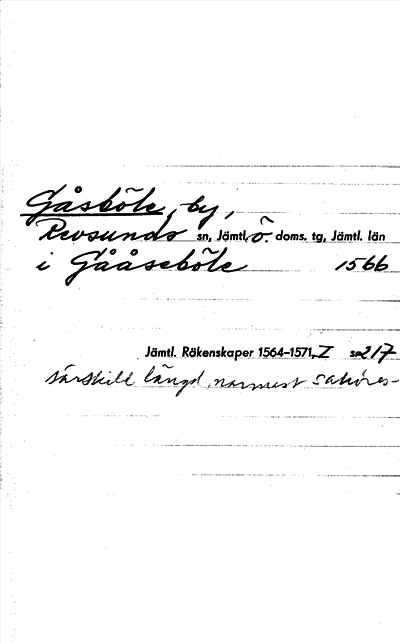 Gåsböle, by,
Revsunds sn, Jämtl. Ö. doms. tg, Jämtl. län
i Gååseböle 1566
Jämtl. Räkenskaper 1564–1571, I s. 217
särskild längd, närmast saköres-